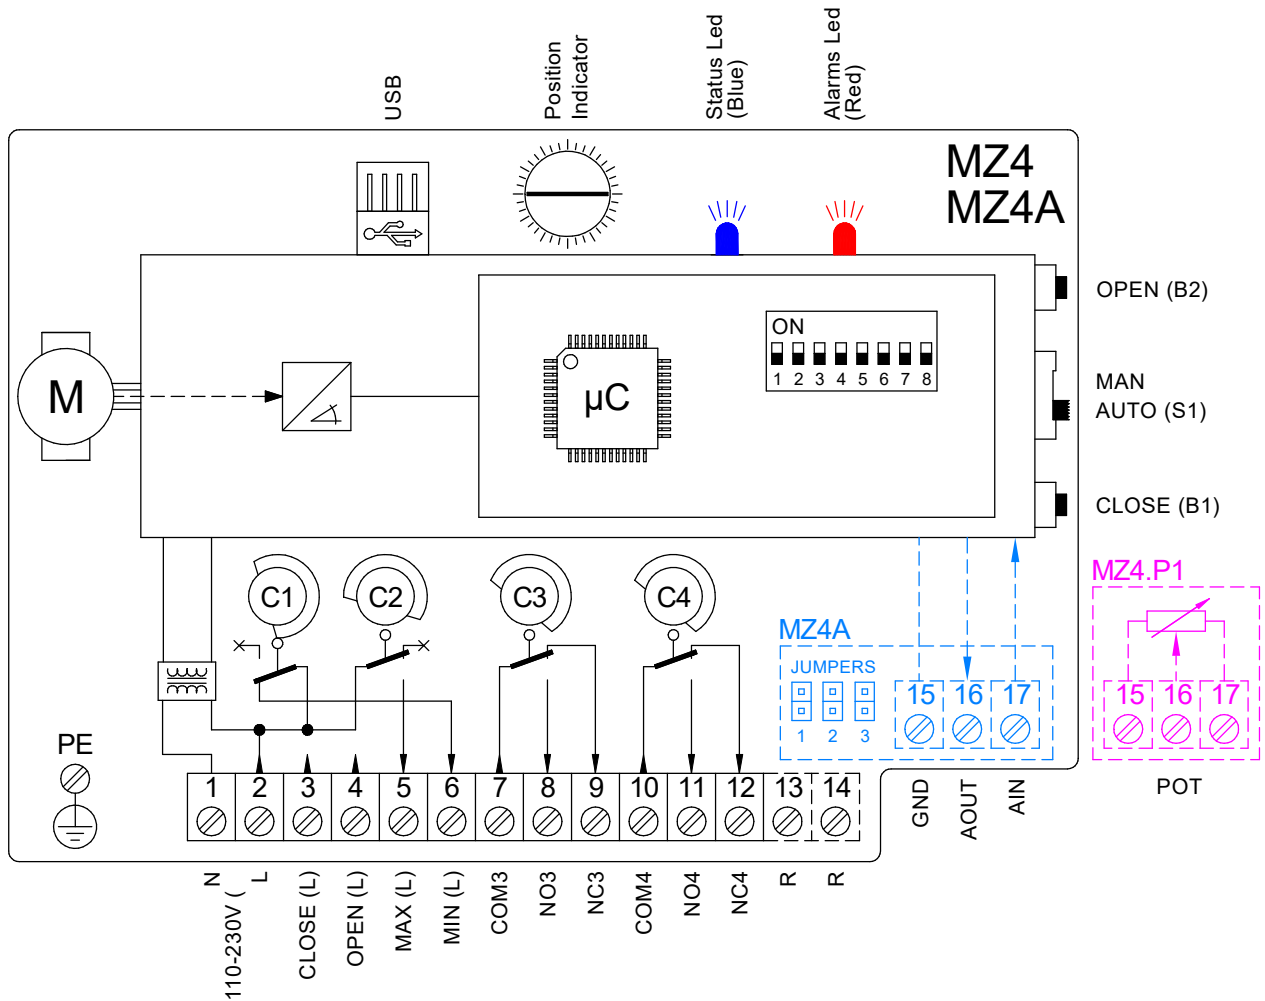 USB
Position
Indicator
Status Led
(Blue)
Alarms Led
(Red)
MZ4
MZ4A
OPEN (B2)
ON
1 2 3 4 5 6 7 8
M
µC
MAN
AUTO (S1)
CLOSE (B1)
C1
C2
C3
C4
MZ4A
JUMPERS
1 2 3
15 16 17
MZ4.P1
15 16 17
POT
PE
1 2 3 4 5 6 7 8 9 10 11 12 13 14
GND
AOUT
AIN
N
110-230V (
L
CLOSE (L)
OPEN (L)
MAX (L)
MIN (L)
COM3
NO3
NC3
COM4
NO4
NC4
R
R